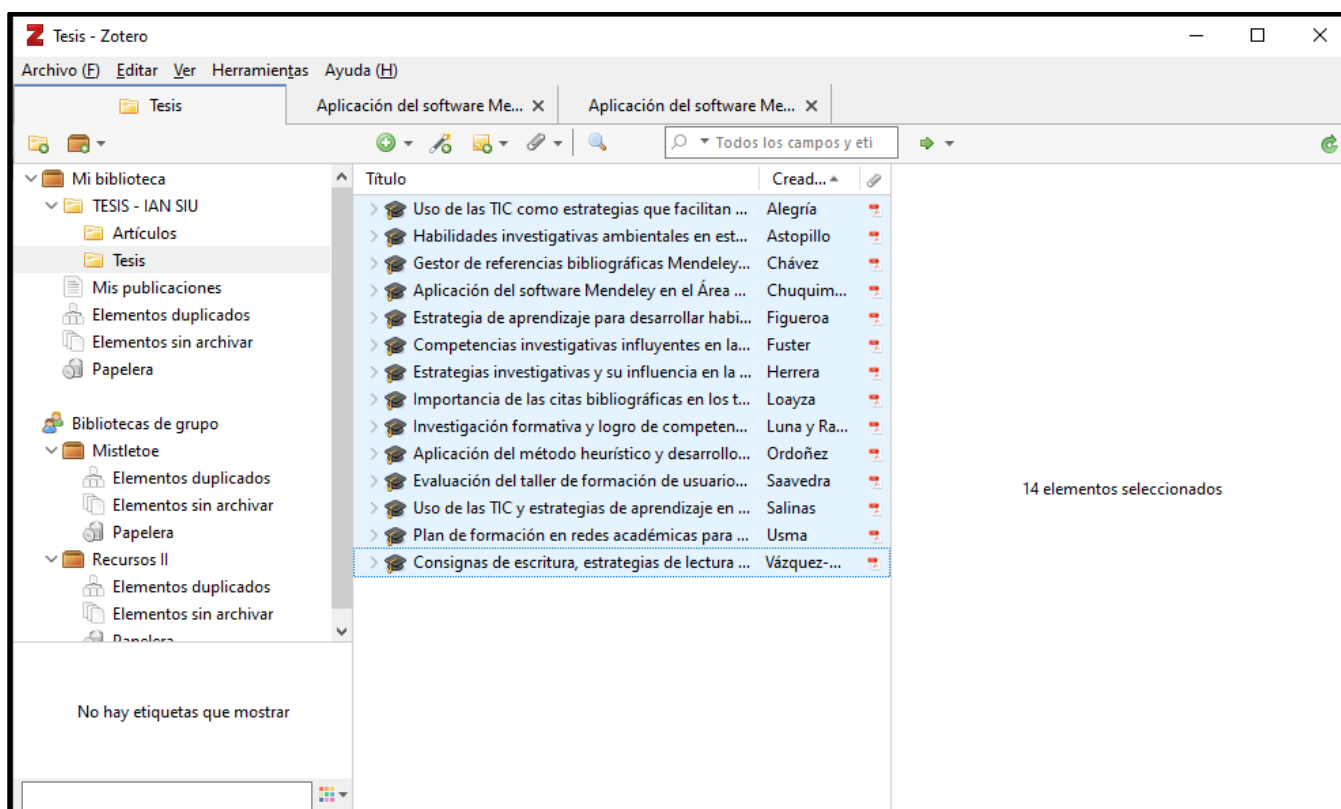 Tesis - Zotero
Archivo (F) Editar Ver Herramientas Ayuda (H)
Tesis Aplicación del software Me... Aplicación del software Me...
Todos los campos y eti
Mi biblioteca
TESIS - IAN SIU
Artículos
Tesis
Mis publicaciones
Elementos duplicados
Elementos sin archivar
Papelera
Bibliotecas de grupo
Mistletoe
Elementos duplicados
Elementos sin archivar
Papelera
Recursos II
Elementos duplicados
Elementos sin archivar
Papelera
No hay etiquetas que mostrar
Título Cread...
Uso de las TIC como estrategias que facilitan ... Alegría
Habilidades investigativas ambientales en est... Astopillo
Gestor de referencias bibliográficas Mendeley... Chávez
Aplicación del software Mendeley en el Área ... Chuquim...
Estrategia de aprendizaje para desarrollar habi... Figueroa
Competencias investigativas influyentes en la... Fuster
Estrategias investigativas y su influencia en la ... Herrera
Importancia de las citas bibliográficas en los t... Loayza
Investigación formativa y logro de competen... Luna y Ra...
Aplicación del método heurístico y desarrollo... Ordoñez
Evaluación del taller de formación de usuario... Saavedra
Uso de las TIC y estrategias de aprendizaje en ... Salinas
Plan de formación en redes académicas para ... Usma
Consignas de escritura, estrategias de lectura ... Vázquez-...
14 elementos seleccionados